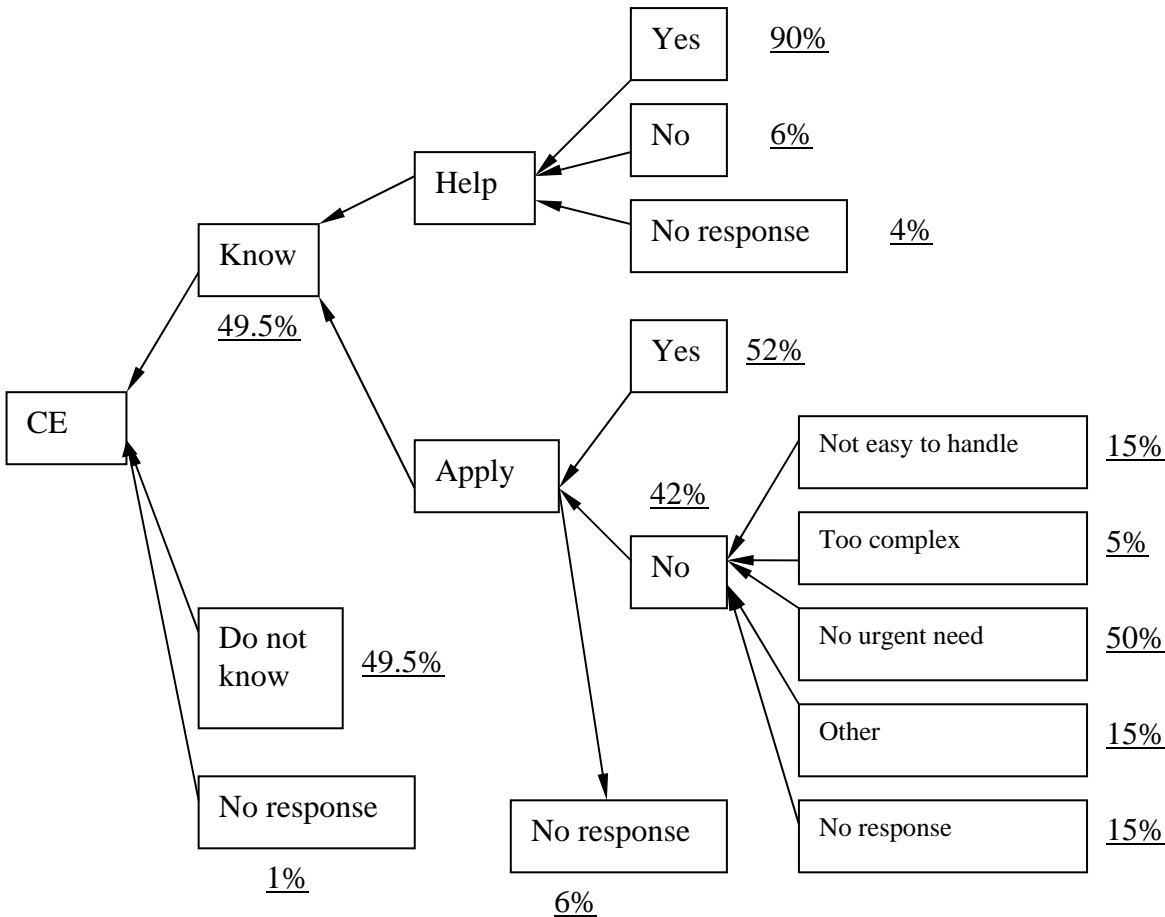 Yes 90%
No 6%
Help
No response 4%
Know
49.5%
Yes 52%
CE
Not easy to handle 15%
Apply
42%
Too complex 5%
No
Do not
know
49.5%
No urgent need 50%
Other 15%
No response
1%
No response
6%
No response 15%